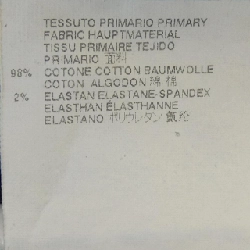 TESSUTO PRIMARIO PRIMARY
FABRIC HAUPTMATERIAL
TISSU PRIMAIRE TEJIDO
PRIMARIO 面料
98% COTONE COTTON BAUMWOLLE
COTON ALGODON 綿 棉
2% ELASTAN ELASTANE-SPANDEX
ELASTHAN ÉLASTHANNE
ELASTANO ポリウレタン 氨纶